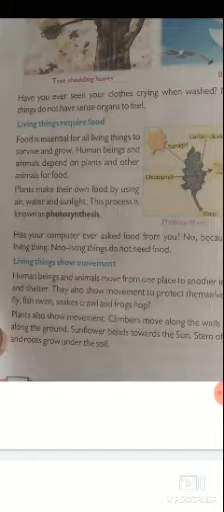 Tree shedding leaves
B
Have you ever seen your clothes crying when washed?
things do not have sense organs to feel.
Living things require food
Food is essential for all living things to
survive and grow. Human beings and
animals depend on plants and other
animals for food.
Plants make their own food by using
air, water and sunlight. This process is
known as photosynthesis.
Sunlight
Carbon
Chlorophyll
Water
Photosynthesis
Has your computer ever asked food from you? No, becau
living thing. Non-living things do not need food.
Living things show movement
Human beings and animals move from one place to another in
and shelter. They also show movement to protect themselve
fly, fish swim, snakes crawl and frogs hop?
Plants also show movement. Climbers move along the walls
along the ground. Sunflower bends towards the Sun. Stem of
and roots grow under the soil.
RECORDER